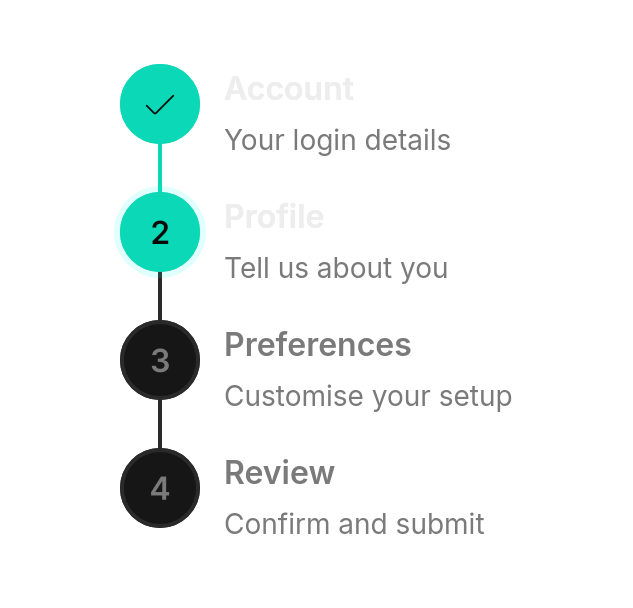 Account
Your login details
2
Profile
Tell us about you
3
Preferences
Customise your setup
4
Review
Confirm and submit